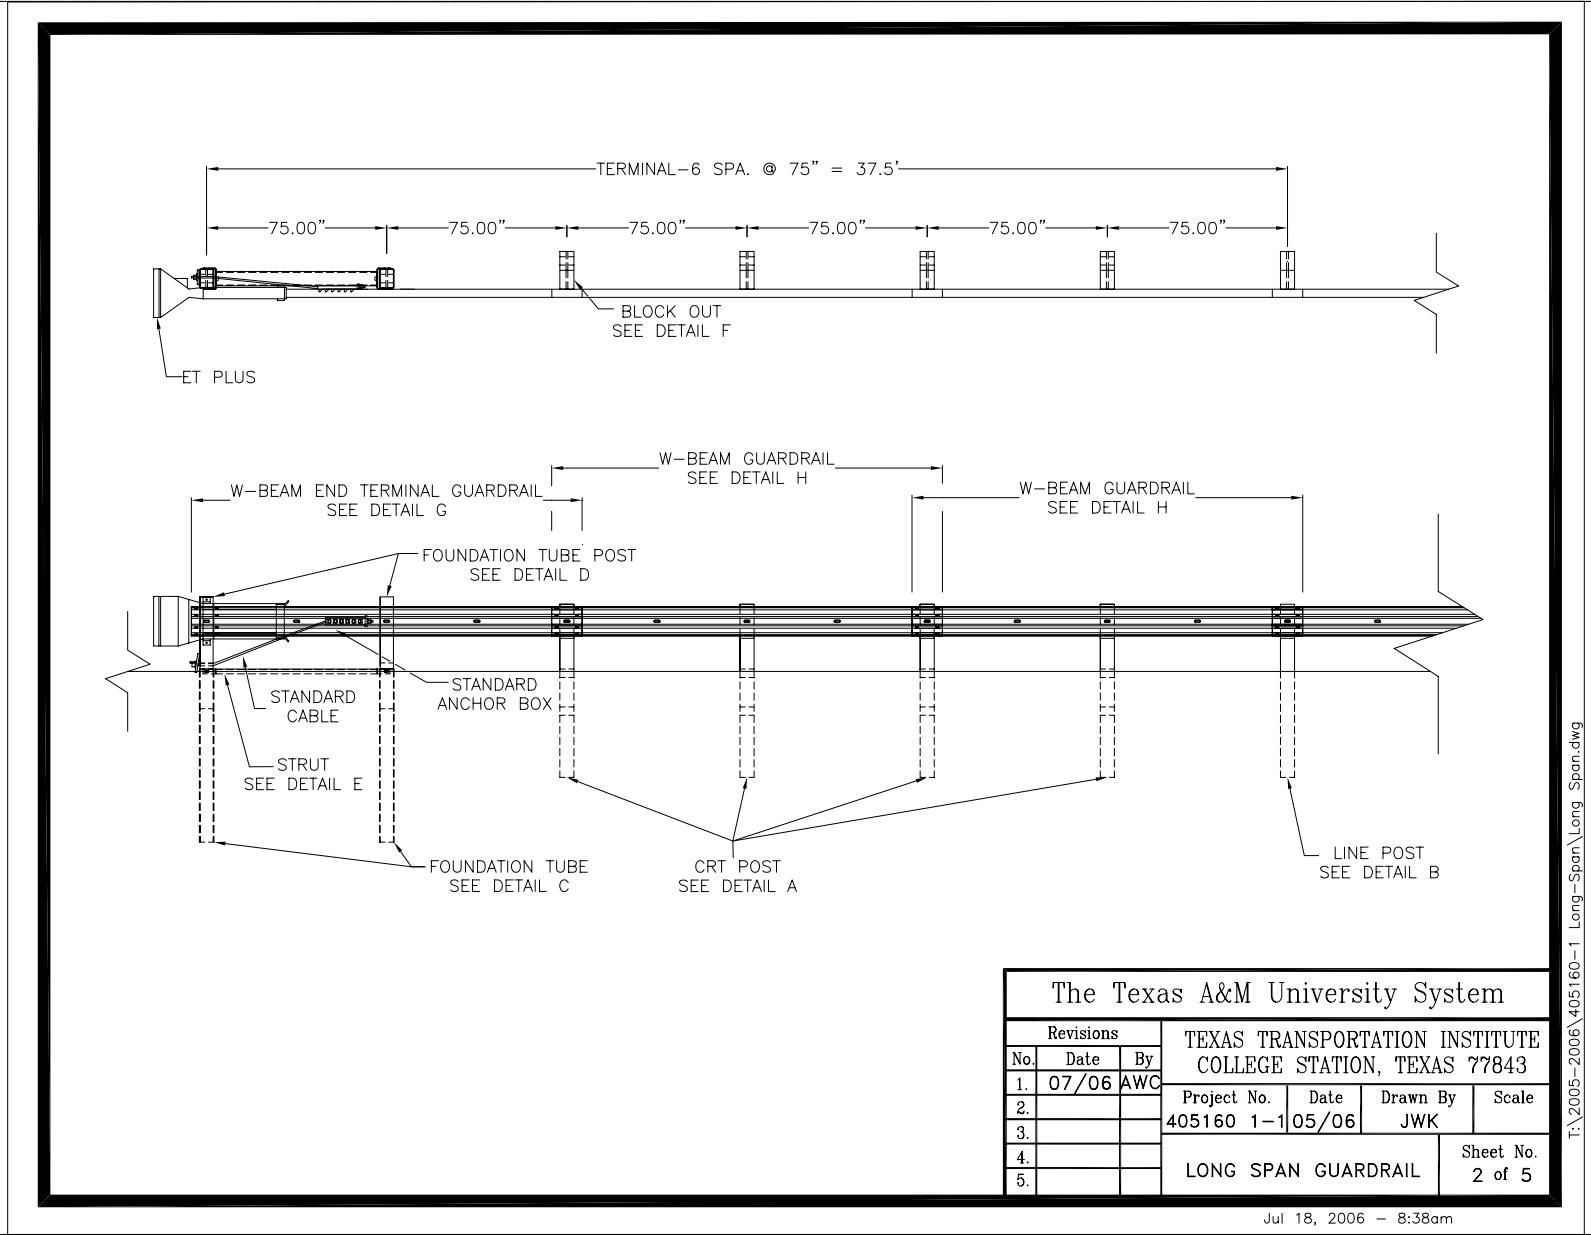 TERMINAL-6 SPA. @ 75" = 37.5'
75.00" 75.00" 75.00" 75.00" 75.00" 75.00"
BLOCK OUT
SEE DETAIL F
ET PLUS
W-BEAM GUARDRAIL
SEE DETAIL H
W-BEAM END TERMINAL GUARDRAIL
SEE DETAIL G
W-BEAM GUARDRAIL
SEE DETAIL H
FOUNDATION TUBE POST
SEE DETAIL D
STANDARD
ANCHOR BOX
STANDARD
CABLE
STRUT
SEE DETAIL E
FOUNDATION TUBE
SEE DETAIL C
CRT POST
SEE DETAIL A
LINE POST
SEE DETAIL B
The Texas A&M University System
Revisions
No. Date By
1. 07/06 AWC
2.
3.
4.
5.
TEXAS TRANSPORTATION INSTITUTE
COLLEGE STATION, TEXAS 77843
Project No. Date Drawn By Scale
405160 1-1 05/06 JWK
LONG SPAN GUARDRAIL
Sheet No.
2 of 5
Jul 18, 2006 - 8:38am
T:\2005-2006\405160-1 Long-Span\Long Span.dwg